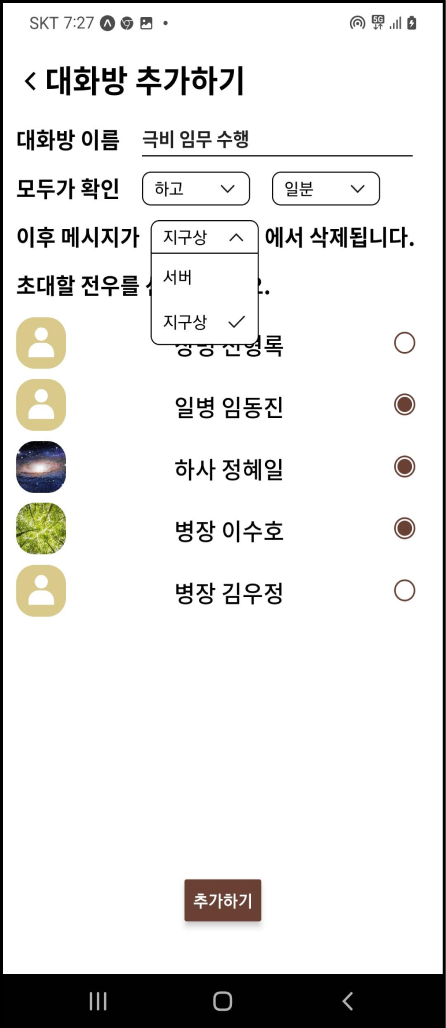 SKT 7:27
대화방 추가하기
대화방 이름 극비 임무 수행
모두가 확인 하고 일분
이후 메시지가 지구상 에서 삭제됩니다.
초대할 전우를
서버
지구상
일병 임동진
하사 정혜일
병장 이수호
병장 김우정
추가하기